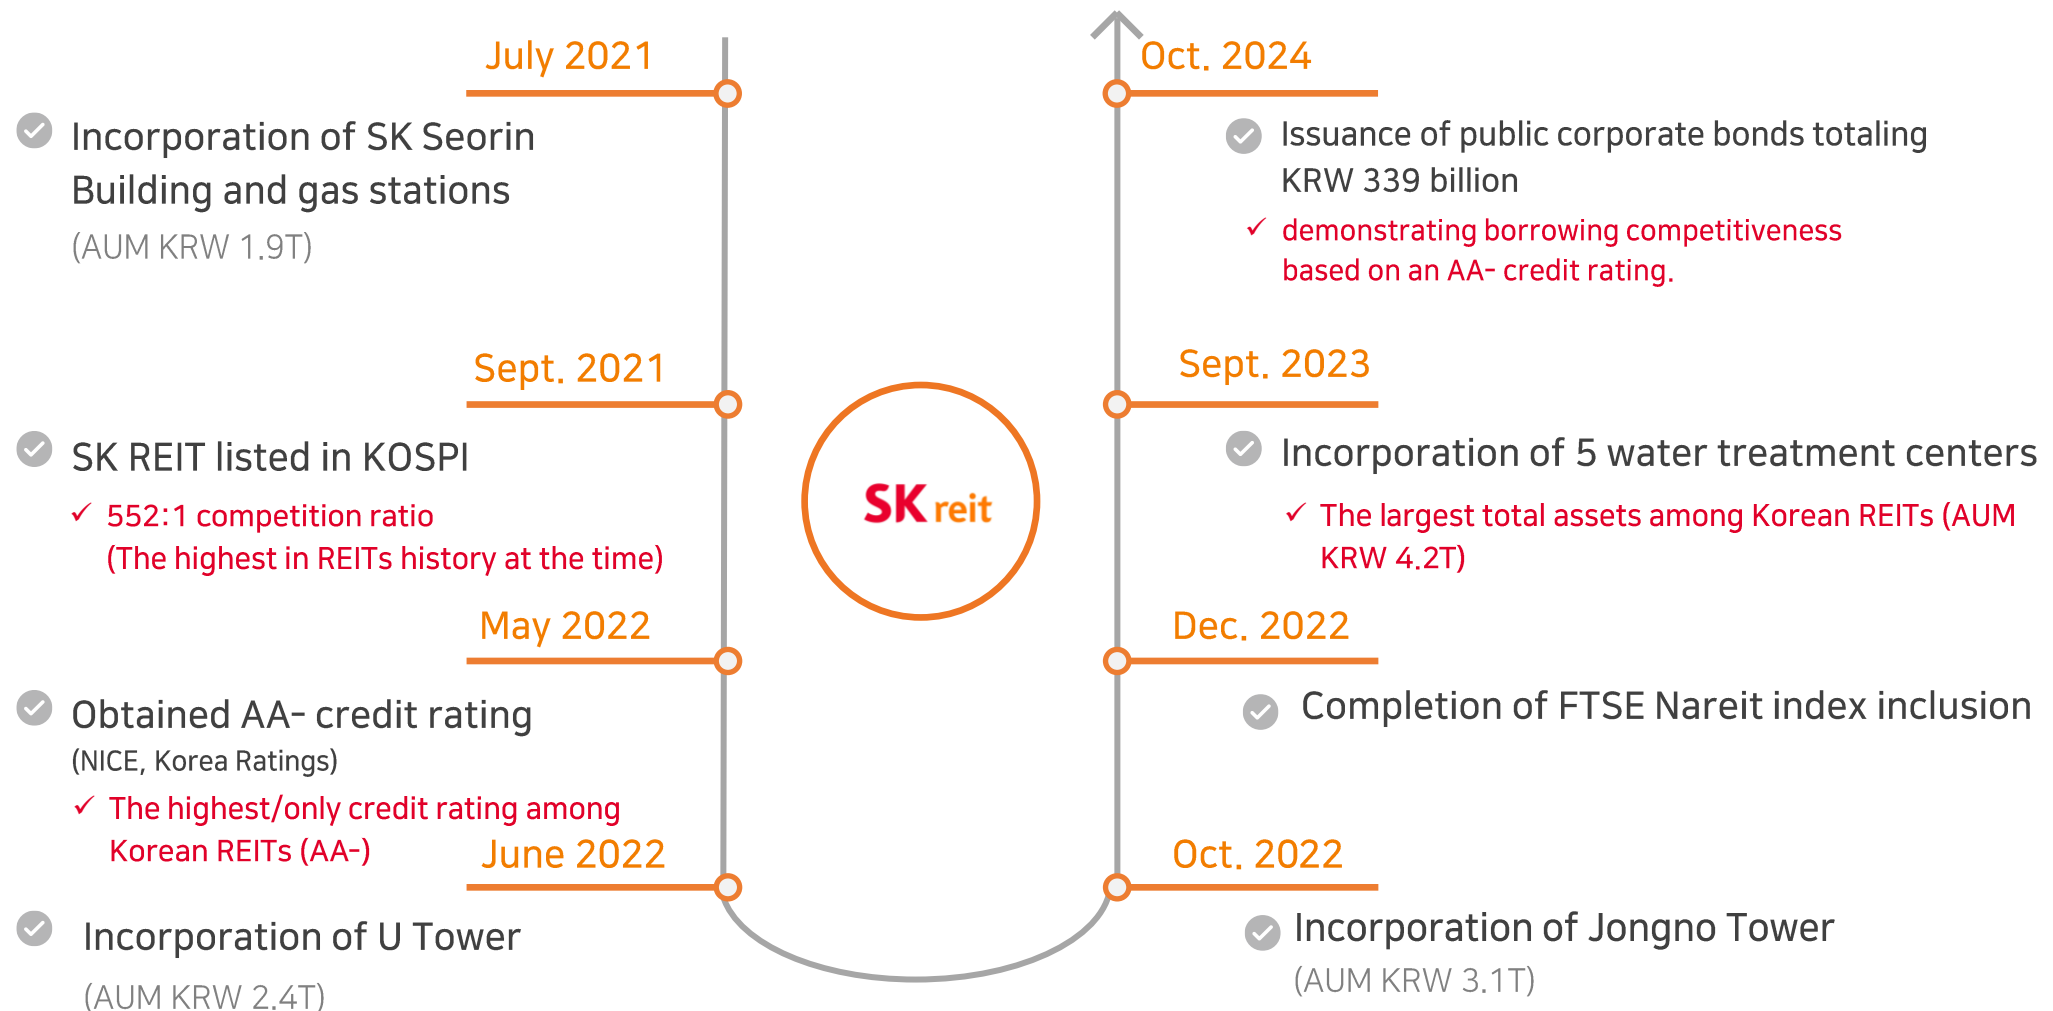 July 2021
Incorporation of SK Seorin
Building and gas stations
(AUM KRW 1.9T)
Sept. 2021
SK REIT listed in KOSPI
552:1 competition ratio
(The highest in REITs history at the time)
May 2022
Obtained AA- credit rating
(NICE, Korea Ratings)
The highest/only credit rating among
Korean REITs (AA-)
June 2022
Incorporation of U Tower
(AUM KRW 2.4T)
SK reit
Oct. 2024
Issuance of public corporate bonds totaling
KRW 339 billion
demonstrating borrowing competitiveness
based on an AA- credit rating.
Sept. 2023
Incorporation of 5 water treatment centers
The largest total assets among Korean REITs (AUM
KRW 4.2T)
Dec. 2022
Completion of FTSE Nareit index inclusion
Oct. 2022
Incorporation of Jongno Tower
(AUM KRW 3.1T)